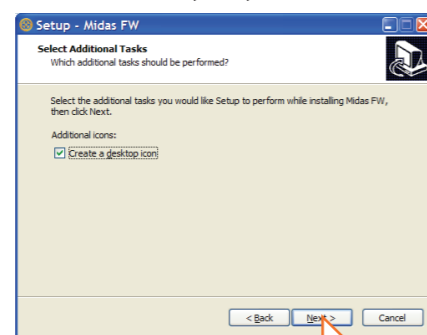 Setup - Midas FW
Select Additional Tasks
Which additional tasks should be performed?
Select the additional tasks you would like Setup to perform while installing Midas FW,
then click Next.
Additional icons:
Create a desktop icon
< Back
Next >
Cancel